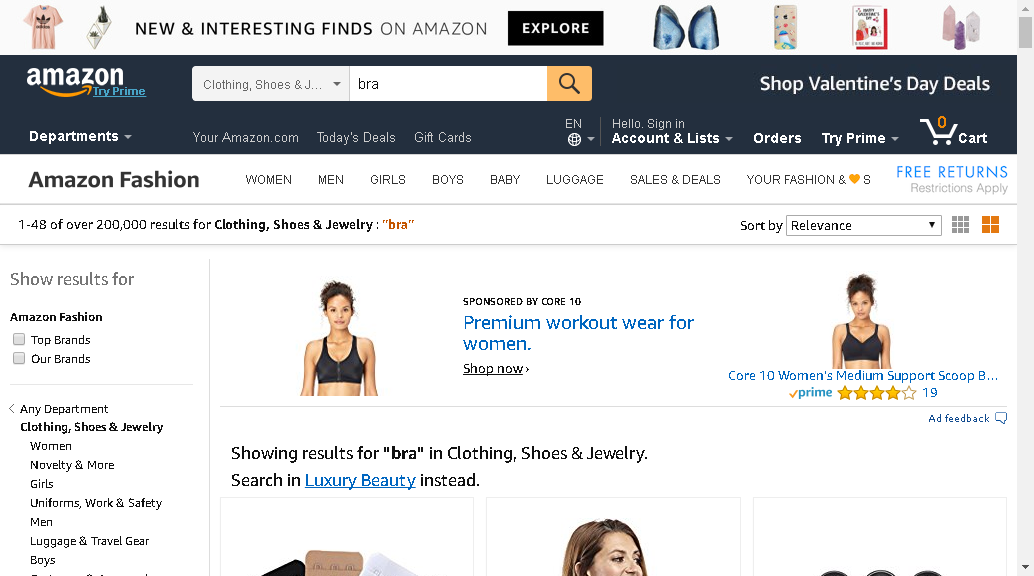 NEW & INTERESTING FINDS ON AMAZON
EXPLORE
amazon
Try Prime
Clothing, Shoes & J...
bra
Shop Valentine's Day Deals
Departments
Your Amazon.com
Today's Deals
Gift Cards
EN
Hello. Sign in
Account & Lists
Orders
Try Prime
0
Cart
Amazon Fashion
WOMEN
MEN
GIRLS
BOYS
BABY
LUGGAGE
SALES & DEALS
YOUR FASHION & 🧡 S
FREE RETURNS
Restrictions Apply
1-48 of over 200,000 results for Clothing, Shoes & Jewelry : "bra"
Sort by
Relevance
Show results for
Amazon Fashion
Top Brands
Our Brands
Any Department
Clothing, Shoes & Jewelry
Women
Novelty & More
Girls
Uniforms, Work & Safety
Men
Luggage & Travel Gear
Boys
SPONSORED BY CORE 10
Premium workout wear for
women.
Shop now ›
Core 10 Women's Medium Support Scoop B...
prime
19
Ad feedback
Showing results for "bra" in Clothing, Shoes & Jewelry.
Search in Luxury Beauty instead.